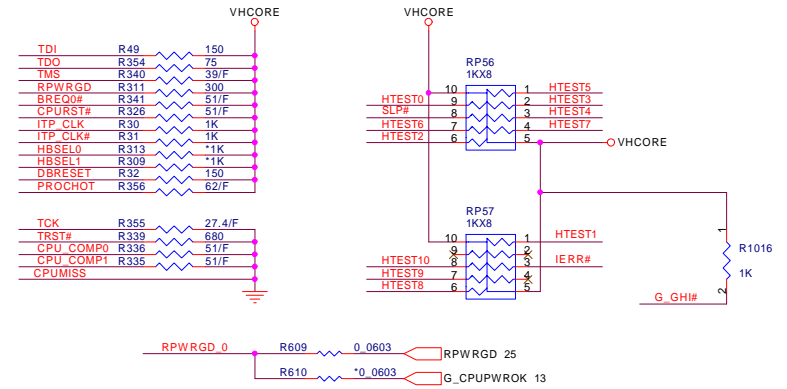 VHCORE
VHCORE
TDI R49 150
TDO R354 75
TMS R340 39/F
RPWRGD R311 300
BREQ0# R341 51/F
CPURST# R326 51/F
ITP_CLK R30 1K
ITP_CLK# R31 1K
HBSEL0 R313 *1K
HBSEL1 R309 *1K
DBRESET R32 150
PROCHOT R356 62/F
TCK R355 27.4/F
TRST# R339 680
CPU_COMP0 R336 51/F
CPU_COMP1 R335 51/F
CPUMISS
RP56
1KX8
10 1 HTEST5
HTEST0 9 2 HTEST3
SLP# 8 3 HTEST4
HTEST6 7 4 HTEST7
HTEST2 6 5
VHCORE
RP57
1KX8
10 1 HTEST1
9 2
HTEST10 8 3 IERR#
HTEST9 7 4
HTEST8 6 5
1
R1016
1K
2
G_GHI#
RPWRGD_0 R609 0_0603 RPWRGD 25
R610 *0_0603 G_CPUPWROK 13